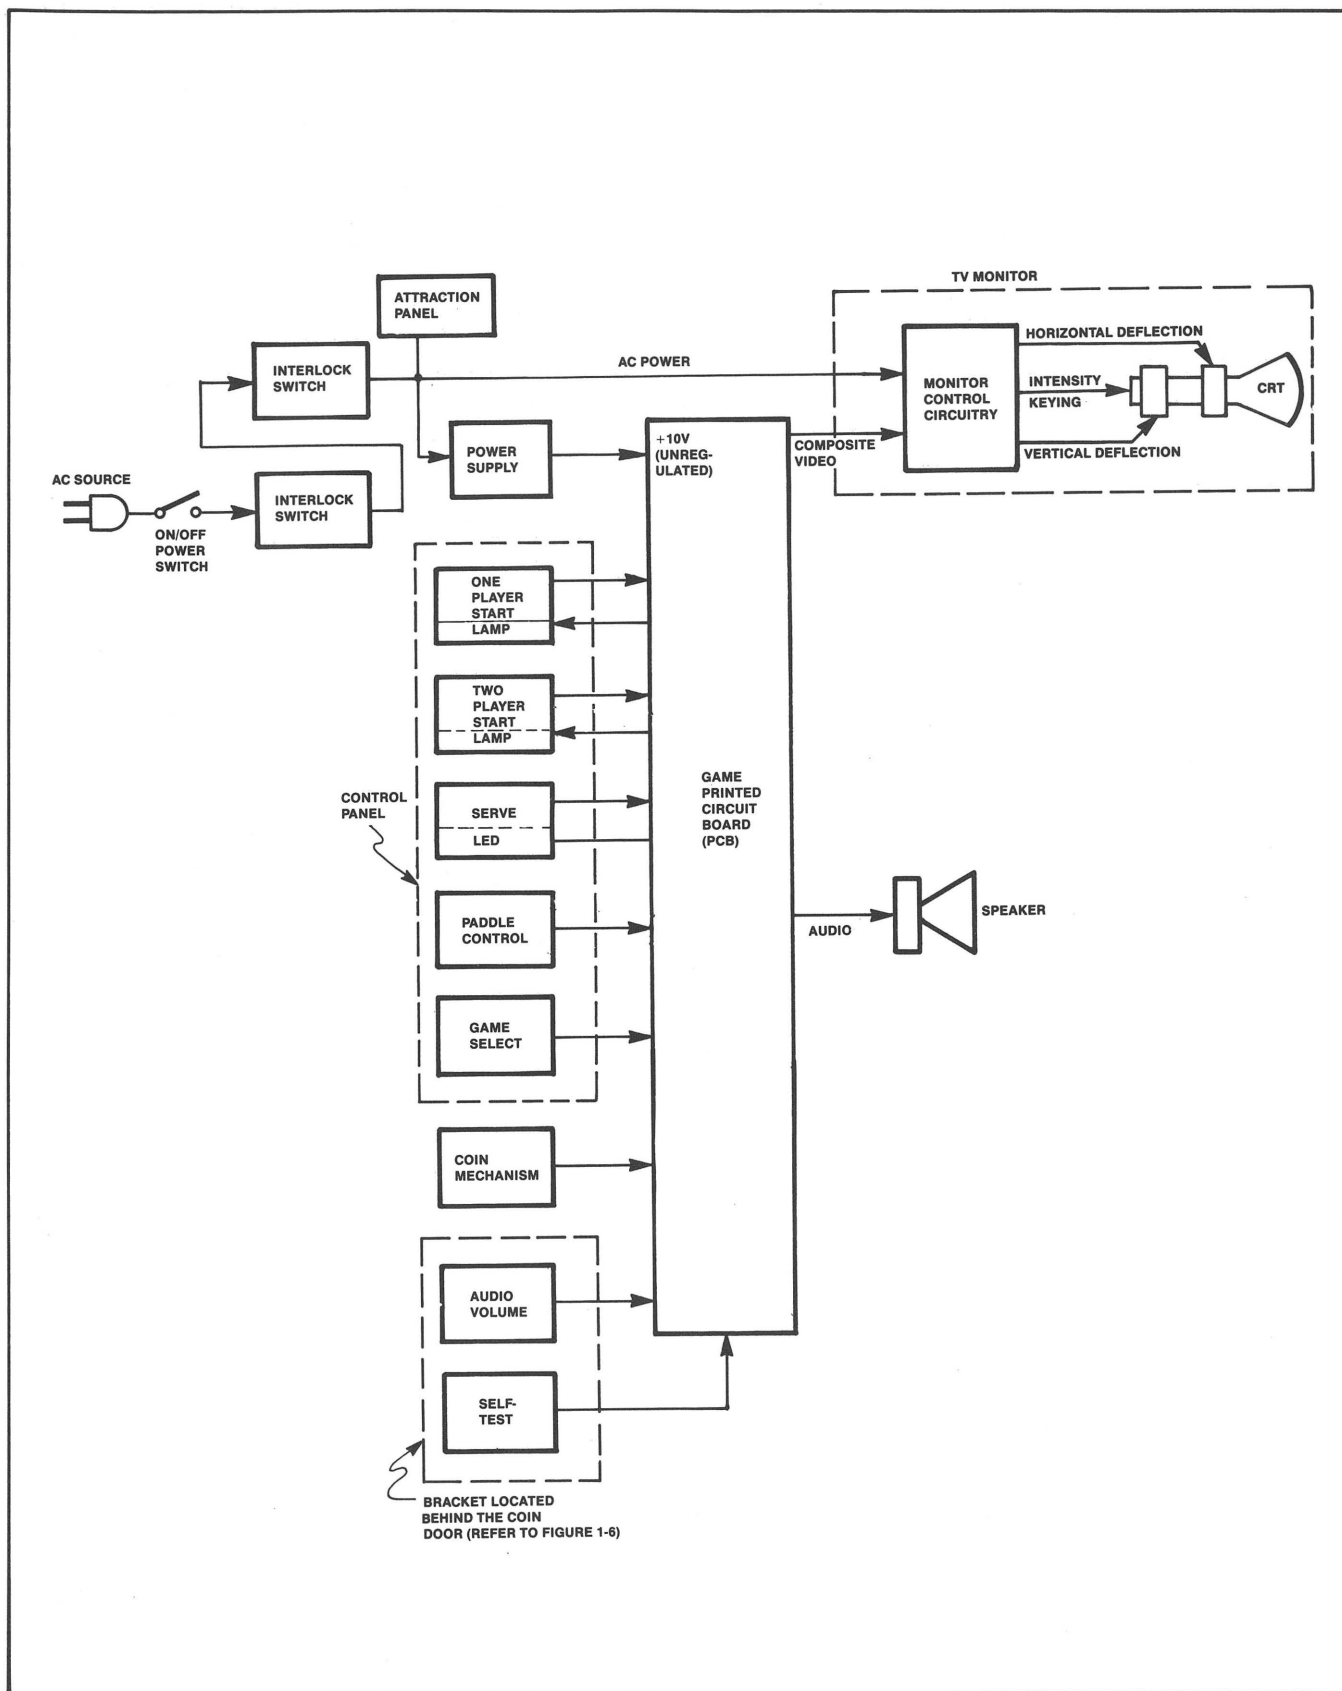 TV MONITOR
ATTRACTION
PANEL
HORIZONTAL DEFLECTION
INTERLOCK
SWITCH
AC POWER
MONITOR
CONTROL
CIRCUITRY
INTENSITY
KEYING
CRT
POWER
SUPPLY
+10V
(UNREG-
ULATED)
COMPOSITE
VIDEO
VERTICAL DEFLECTION
AC SOURCE
INTERLOCK
SWITCH
ON/OFF
POWER
SWITCH
ONE
PLAYER
START
LAMP
TWO
PLAYER
START
LAMP
CONTROL
PANEL
SERVE
LED
GAME
PRINTED
CIRCUIT
BOARD
(PCB)
PADDLE
CONTROL
AUDIO
SPEAKER
GAME
SELECT
COIN
MECHANISM
AUDIO
VOLUME
SELF-
TEST
BRACKET LOCATED
BEHIND THE COIN
DOOR (REFER TO FIGURE 1-6)